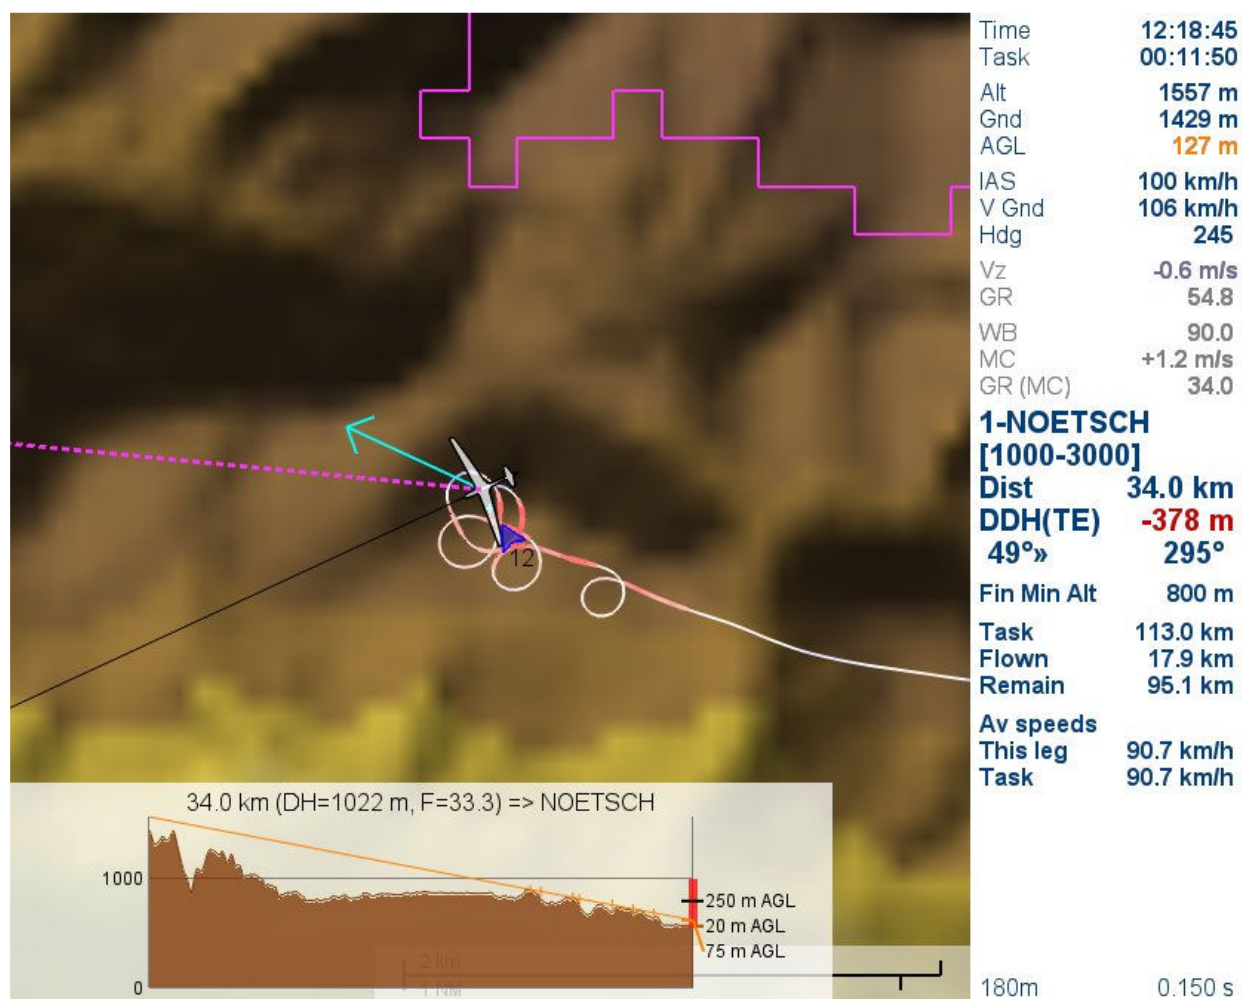 Time 12:18:45
Task 00:11:50
Alt 1557 m
Gnd 1429 m
AGL 127 m
IAS 100 km/h
V Gnd 106 km/h
Hdg 245
Vz -0.6 m/s
GR 54.8
WB 90.0
MC +1.2 m/s
GR (MC) 34.0
1-NOETSCH
[1000-3000]
Dist 34.0 km
DDH(TE) -378 m
49°» 295°
Fin Min Alt 800 m
Task 113.0 km
Flown 17.9 km
Remain 95.1 km
Av speeds
This leg 90.7 km/h
Task 90.7 km/h
180m 0.150 s
12
34.0 km (DH=1022 m, F=33.3) => NOETSCH
1000
250 m AGL
20 m AGL
75 m AGL
2 km
0
1 NM